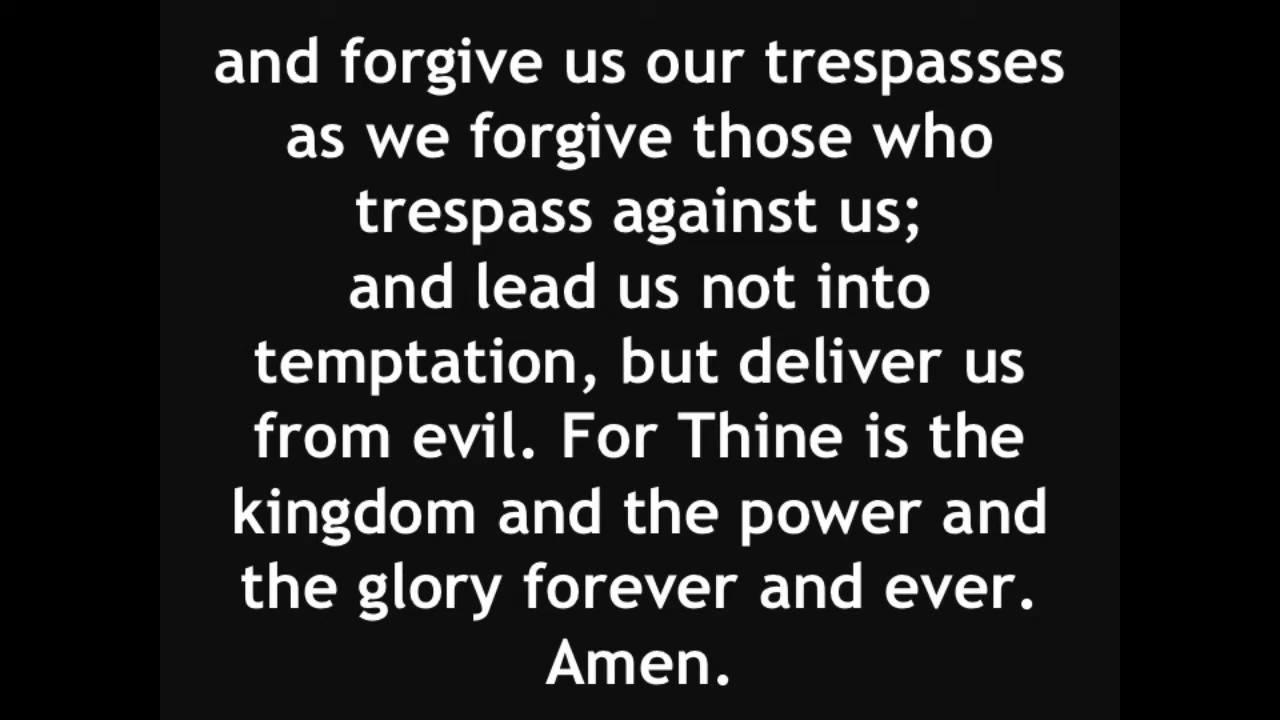 and forgive us our trespasses
as we forgive those who
trespass against us;
and lead us not into
temptation, but deliver us
from evil. For Thine is the
kingdom and the power and
the glory forever and ever.
Amen.